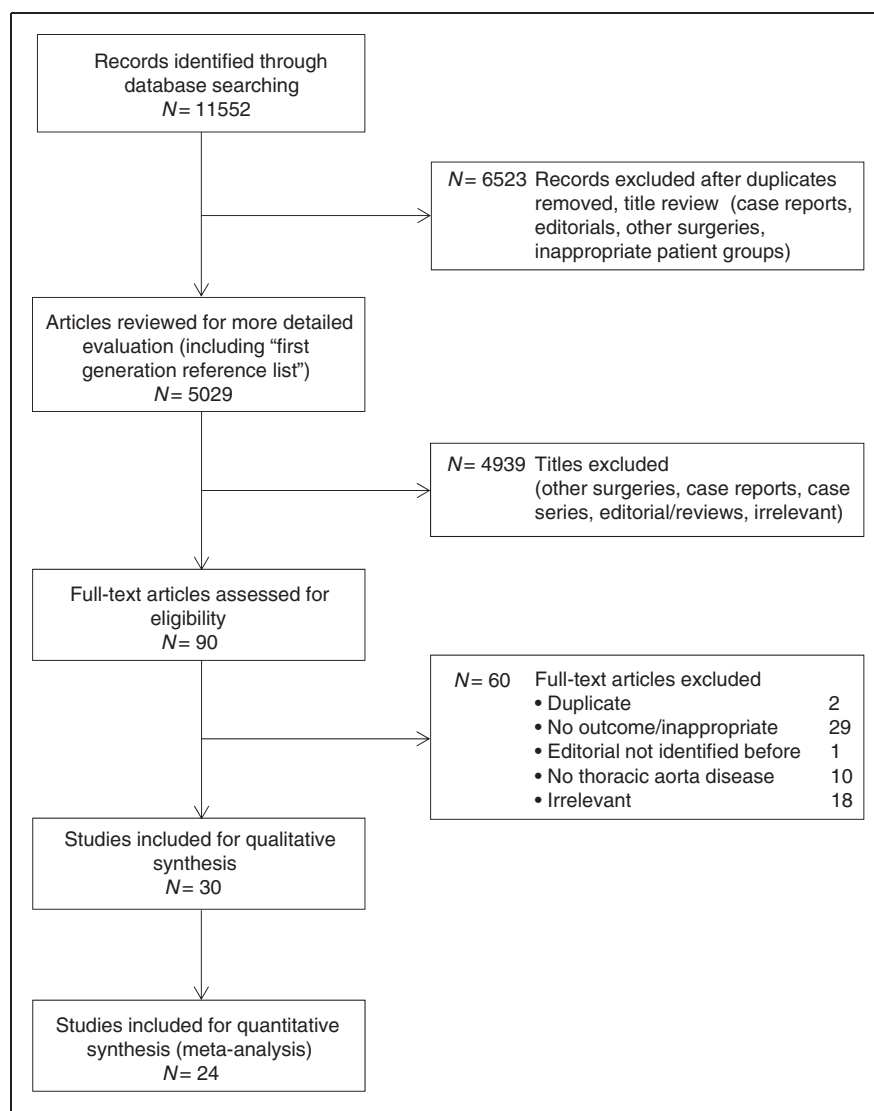 Records identified through
database searching
N= 11552
N= 6523 Records excluded after duplicates
removed, title review (case reports,
editorials, other surgeries,
inappropriate patient groups)
Articles reviewed for more detailed
evaluation (including “first
generation reference list”)
N= 5029
N= 4939 Titles excluded
(other surgeries, case reports, case
series, editorial/reviews, irrelevant)
Full-text articles assessed for
eligibility
N= 90
N= 60 Full-text articles excluded
• Duplicate 2
• No outcome/inappropriate 29
• Editorial not identified before 1
• No thoracic aorta disease 10
• Irrelevant 18
Studies included for qualitative
synthesis
N= 30
Studies included for quantitative
synthesis (meta-analysis)
N= 24